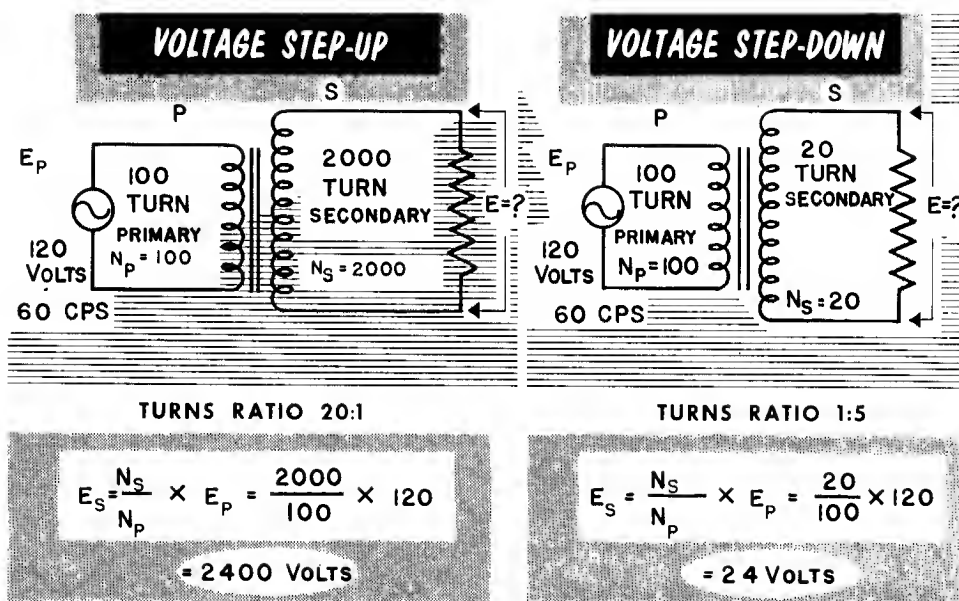 VOLTAGE STEP-UP
S
P
E_P
100
TURN
PRIMARY
N_P = 100
2000
TURN
SECONDARY
N_S = 2000
E=?
120
VOLTS
60 CPS
TURNS RATIO 20:1
E_S = N_S / N_P × E_P = 2000 / 100 × 120
= 2400 VOLTS
VOLTAGE STEP-DOWN
S
P
E_P
100
TURN
PRIMARY
N_P = 100
20
TURN
SECONDARY
N_S = 20
E=?
120
VOLTS
60 CPS
TURNS RATIO 1:5
E_S = N_S / N_P × E_P = 20 / 100 × 120
= 24 VOLTS